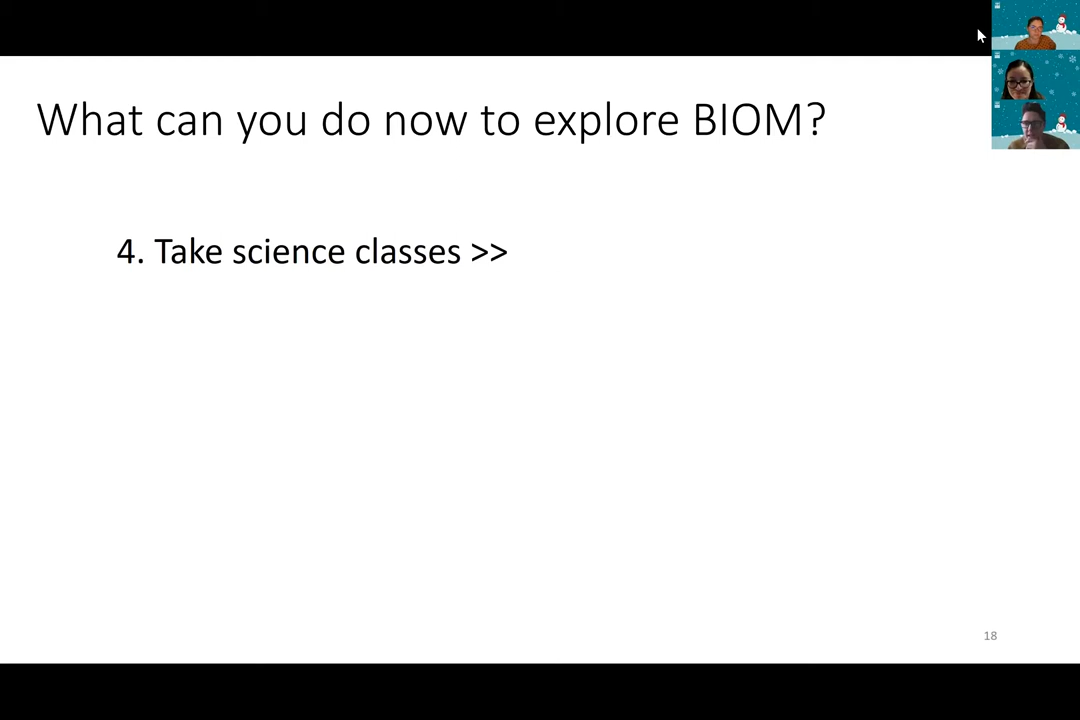 What can you do now to explore BIOM?
4. Take science classes >>
18